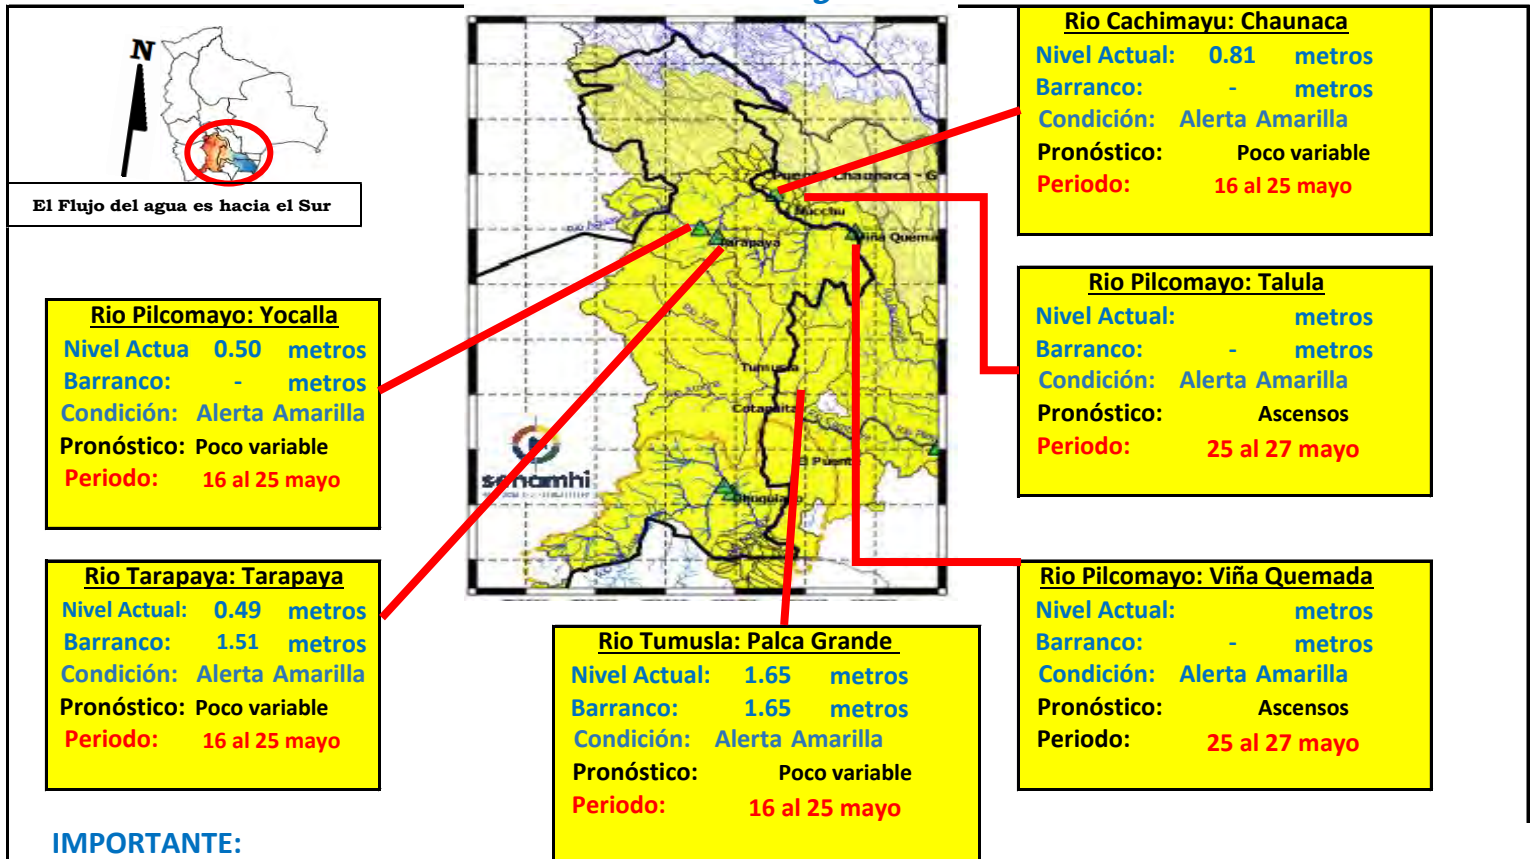 N
El Flujo del agua es hacia el Sur
Rio Cachimayu: Chaunaca
Nivel Actual: 0.81 metros
Barranco: - metros
Condición: Alerta Amarilla
Pronóstico: Poco variable
Periodo: 16 al 25 mayo
Rio Pilcomayo: Talula
Nivel Actual: metros
Barranco: - metros
Condición: Alerta Amarilla
Pronóstico: Ascensos
Periodo: 25 al 27 mayo
Rio Pilcomayo: Yocalla
Nivel Actua 0.50 metros
Barranco: - metros
Condición: Alerta Amarilla
Pronóstico: Poco variable
Periodo: 16 al 25 mayo
Rio Tarapaya: Tarapaya
Nivel Actual: 0.49 metros
Barranco: 1.51 metros
Condición: Alerta Amarilla
Pronóstico: Poco variable
Periodo: 16 al 25 mayo
Rio Tumusla: Palca Grande
Nivel Actual: 1.65 metros
Barranco: 1.65 metros
Condición: Alerta Amarilla
Pronóstico: Poco variable
Periodo: 16 al 25 mayo
Rio Pilcomayo: Viña Quemada
Nivel Actual: metros
Barranco: - metros
Condición: Alerta Amarilla
Pronóstico: Ascensos
Periodo: 25 al 27 mayo
Puente Chaunaca - G
Tarapaya
Viña Quema
Tumusla
Cotagaita
El Puente
senamhi
IMPORTANTE: